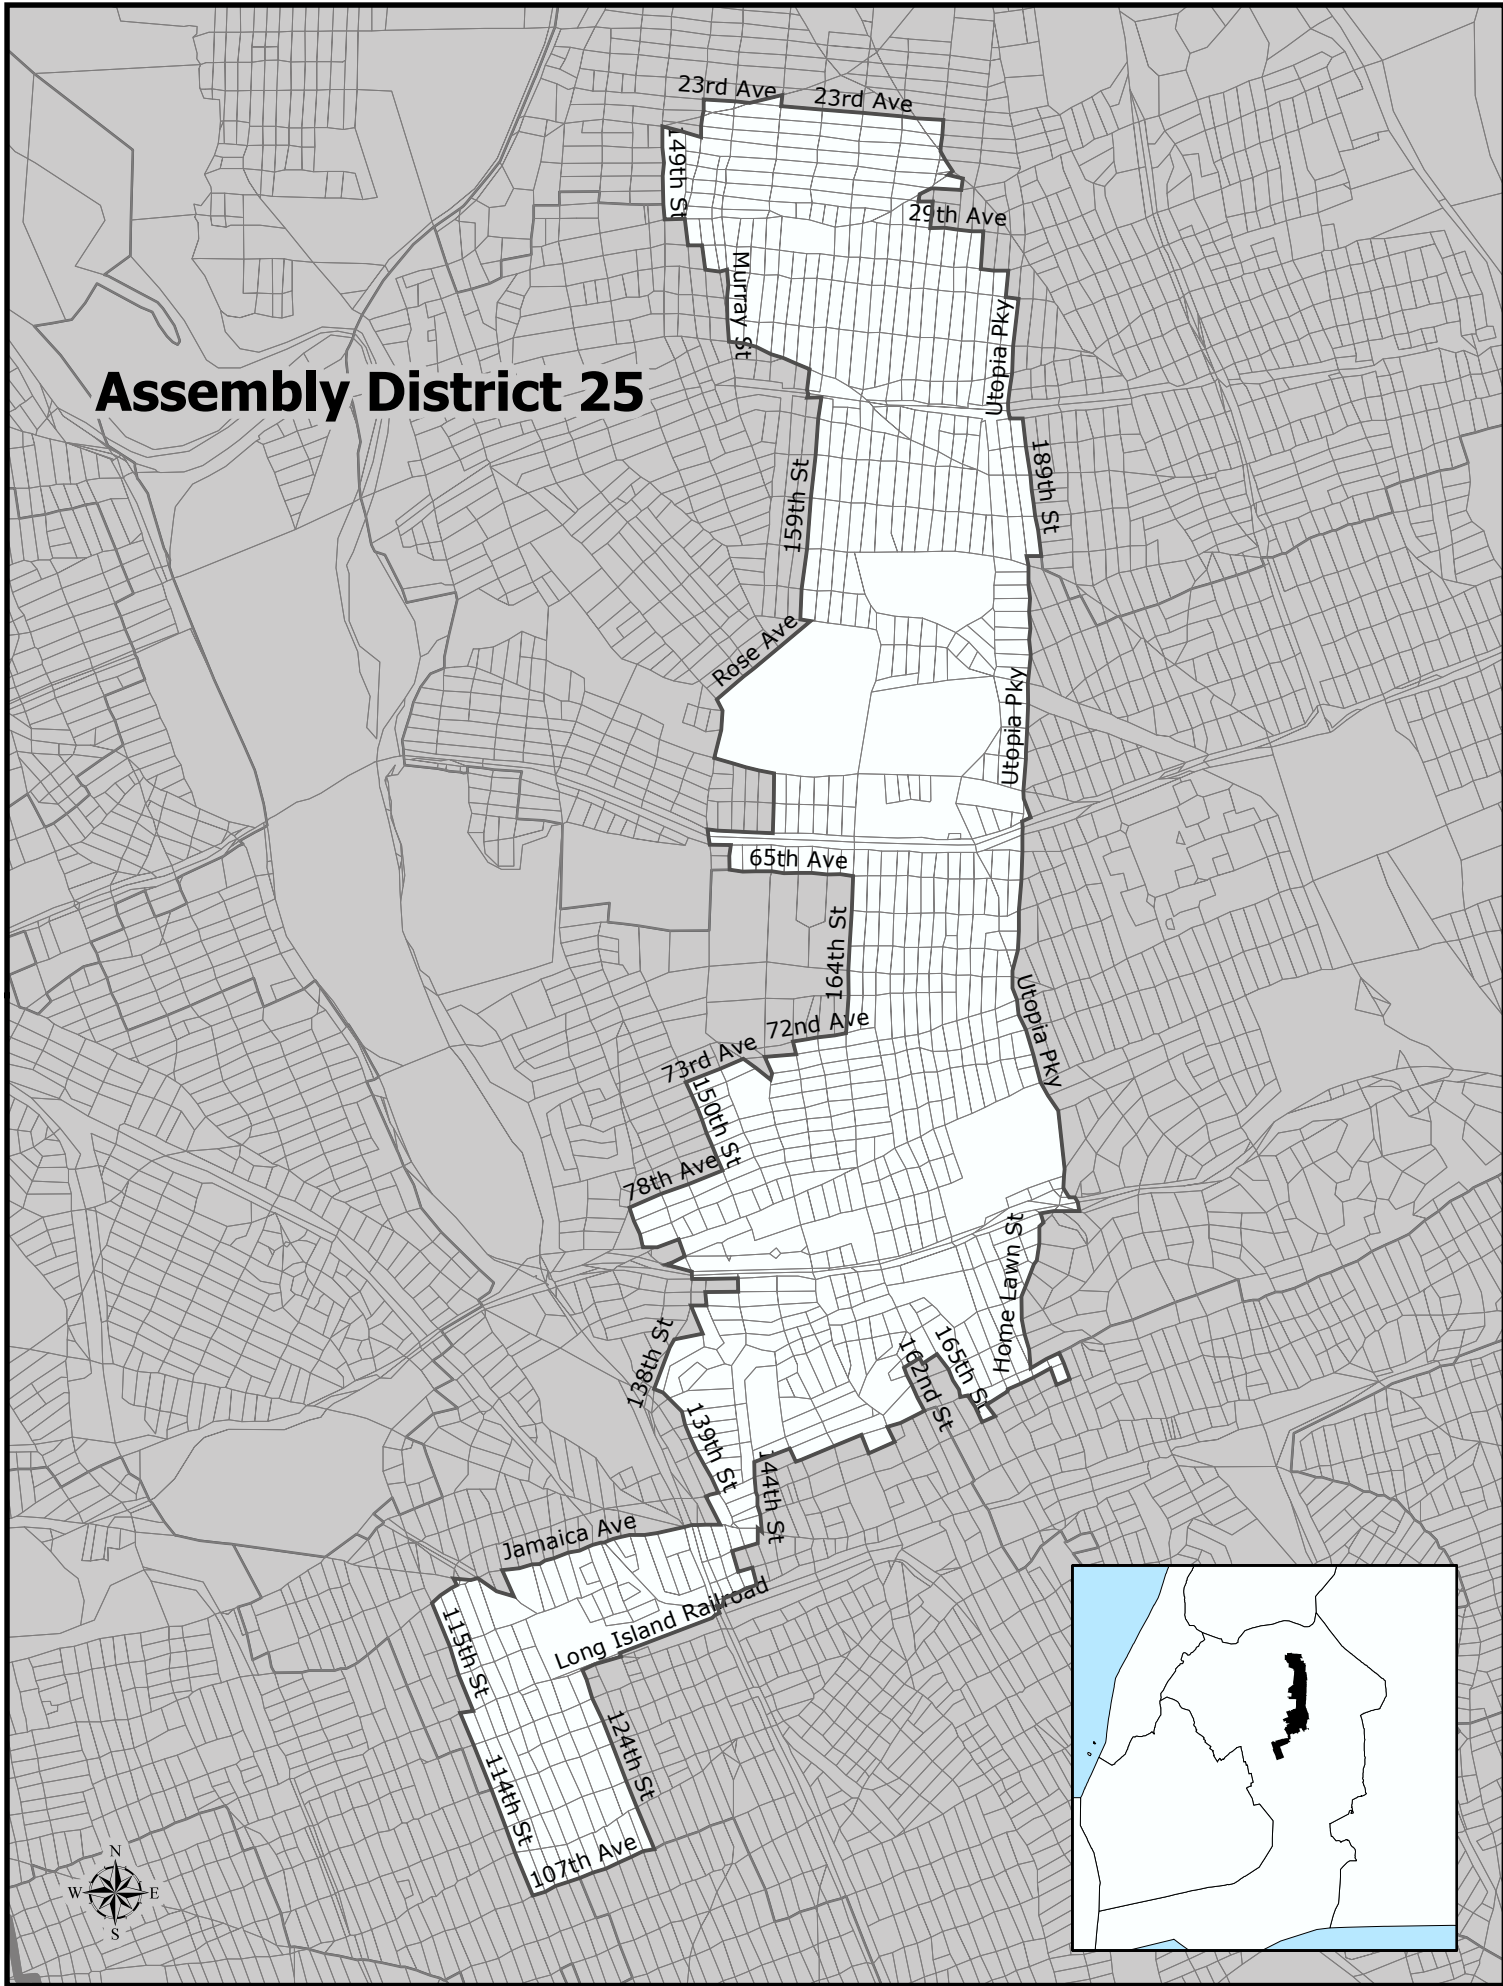 23rd Ave
23rd Ave
149th St
29th Ave
Murray St
Utopia Pky
Assembly District 25
189th St
159th St
Rose Ave
Utopia Pky
65th Ave
164th St
Utopia Pky
72nd Ave
73rd Ave
150th St
78th Ave
Home Lawn St
138th St
165th St
162nd St
139th St
144th St
Jamaica Ave
Long Island Railroad
115th St
124th St
114th St
107th Ave
N
W E
S